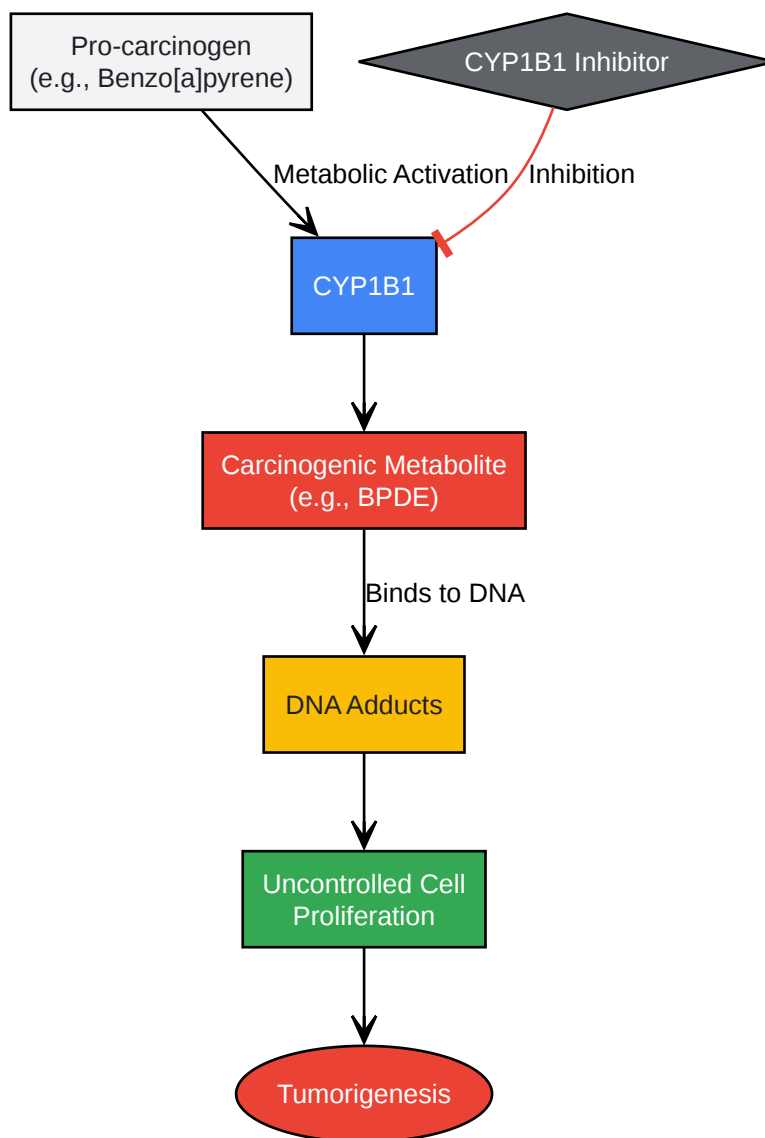 Pro-carcinogen
(e.g., Benzo[a]pyrene)
CYP1B1 Inhibitor
Metabolic Activation
Inhibition
CYP1B1
Carcinogenic Metabolite
(e.g., BPDE)
Binds to DNA
DNA Adducts
Uncontrolled Cell
Proliferation
Tumorigenesis